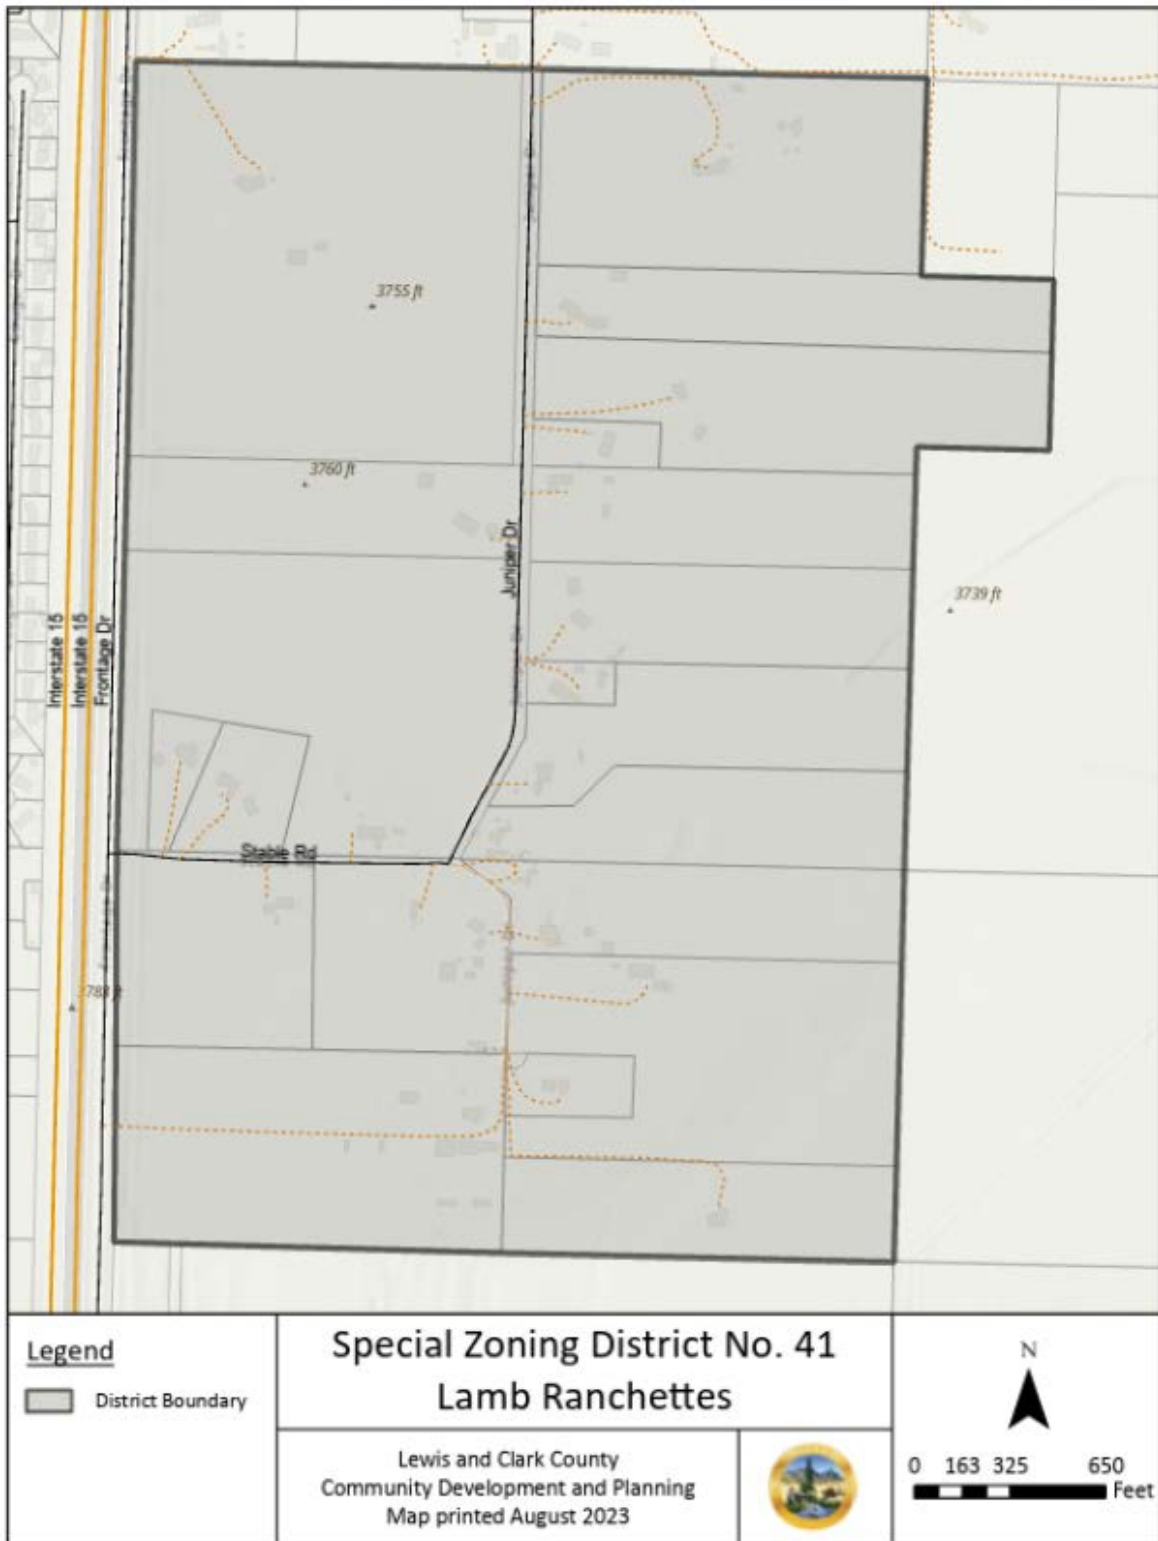 3755 ft
3760 ft
Juniper Dr
3739 ft
Interstate 15
Interstate 15
Frontage Dr
3788 ft
Legend
District Boundary
Special Zoning District No. 41
Lamb Ranchettes
Lewis and Clark County
Community Development and Planning
Map printed August 2023
N
0 163 325 650
Feet